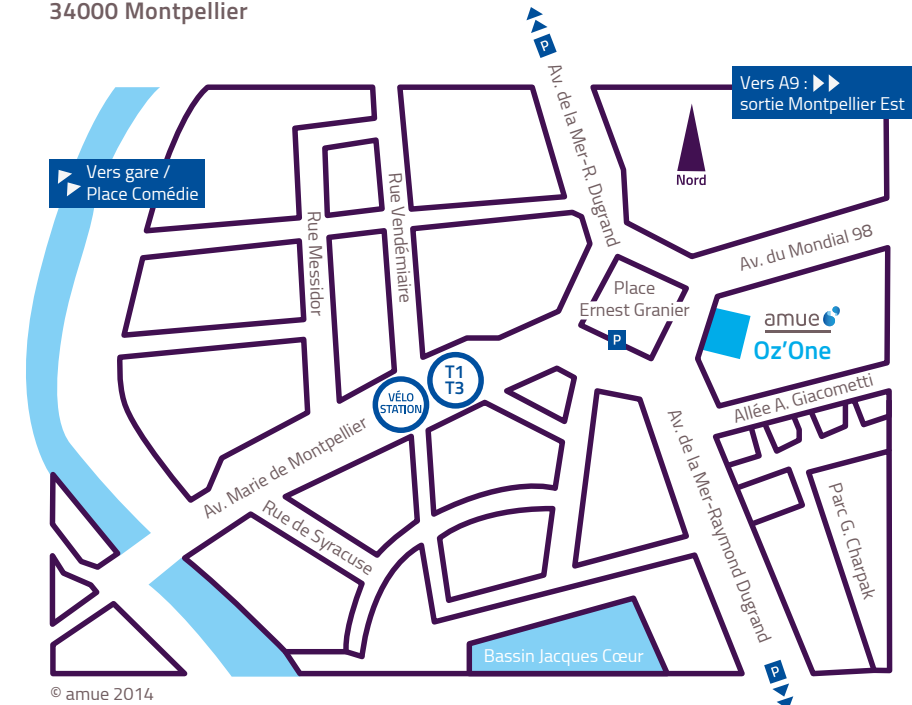 34000 Montpellier
P
Av. de la Mer-R. Dugrand
Vers A9 :
sortie Montpellier Est
Nord
Vers gare /
Place Comédie
Rue Messidor
Rue Vendémiaire
Av. du Mondial 98
Place
Ernest Granier
P
amue
Oz'One
T1
T3
VÉLO
STATION
Allée A. Giacometti
Av. Marie de Montpellier
Rue de Syracuse
Av. de la Mer-Raymond Dugrand
Parc G. Charpak
Bassin Jacques Cœur
P
© amue 2014